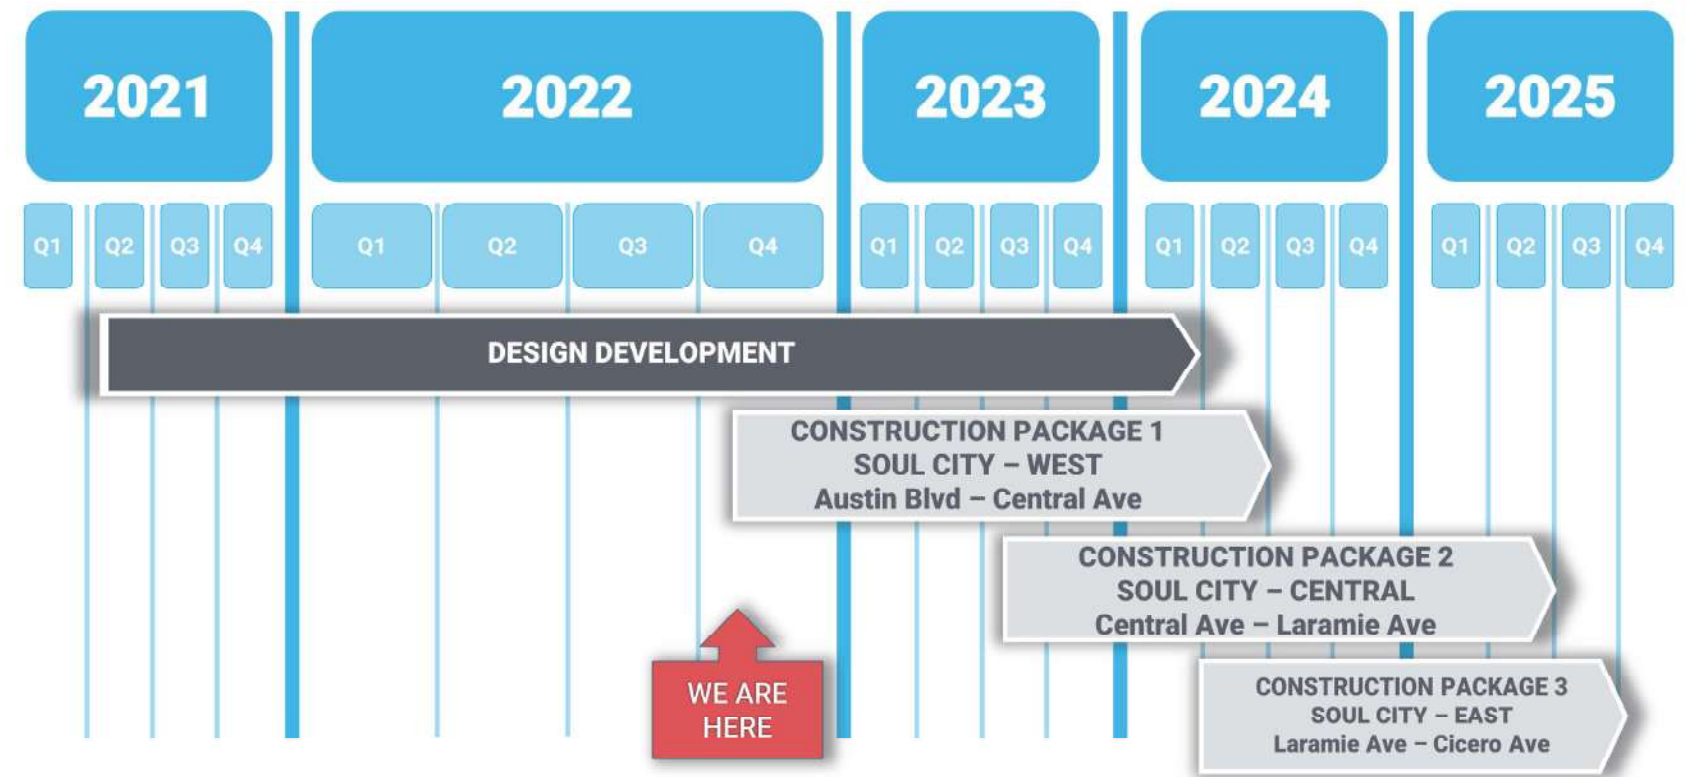 2021
2022
2023
2024
2025
Q1 Q2 Q3 Q4
Q1 Q2 Q3 Q4
Q1 Q2 Q3 Q4
Q1 Q2 Q3 Q4
Q1 Q2 Q3 Q4
DESIGN DEVELOPMENT
CONSTRUCTION PACKAGE 1
SOUL CITY – WEST
Austin Blvd – Central Ave
CONSTRUCTION PACKAGE 2
SOUL CITY – CENTRAL
Central Ave – Laramie Ave
WE ARE
HERE
CONSTRUCTION PACKAGE 3
SOUL CITY – EAST
Laramie Ave – Cicero Ave